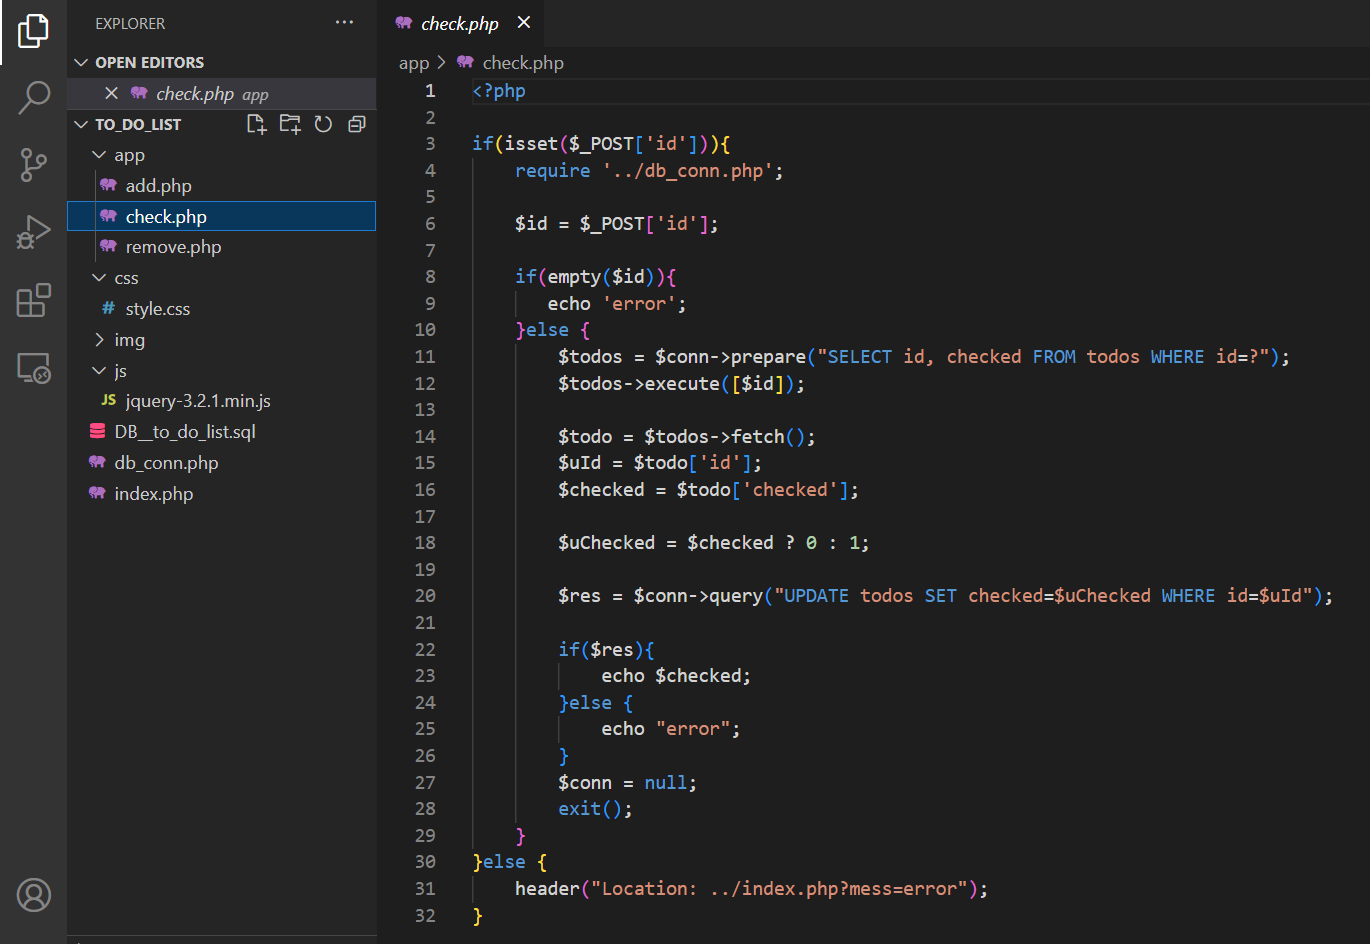 EXPLORER
OPEN EDITORS
check.php app
TO_DO_LIST
app
add.php
check.php
remove.php
css
# style.css
img
js
JS jquery-3.2.1.min.js
DB__to_do_list.sql
db_conn.php
index.php
check.php
app > check.php
1 <?php
2
3 if(isset($_POST['id'])){
4     require '../db_conn.php';
5
6     $id = $_POST['id'];
7
8     if(empty($id)){
9        echo 'error';
10     }else {
11         $todos = $conn->prepare("SELECT id, checked FROM todos WHERE id=?");
12         $todos->execute([$id]);
13
14         $todo = $todos->fetch();
15         $uId = $todo['id'];
16         $checked = $todo['checked'];
17
18         $uChecked = $checked ? 0 : 1;
19
20         $res = $conn->query("UPDATE todos SET checked=$uChecked WHERE id=$uId");
21
22         if($res){
23             echo $checked;
24         }else {
25             echo "error";
26         }
27         $conn = null;
28         exit();
29     }
30 }else {
31     header("Location: ../index.php?mess=error");
32 }